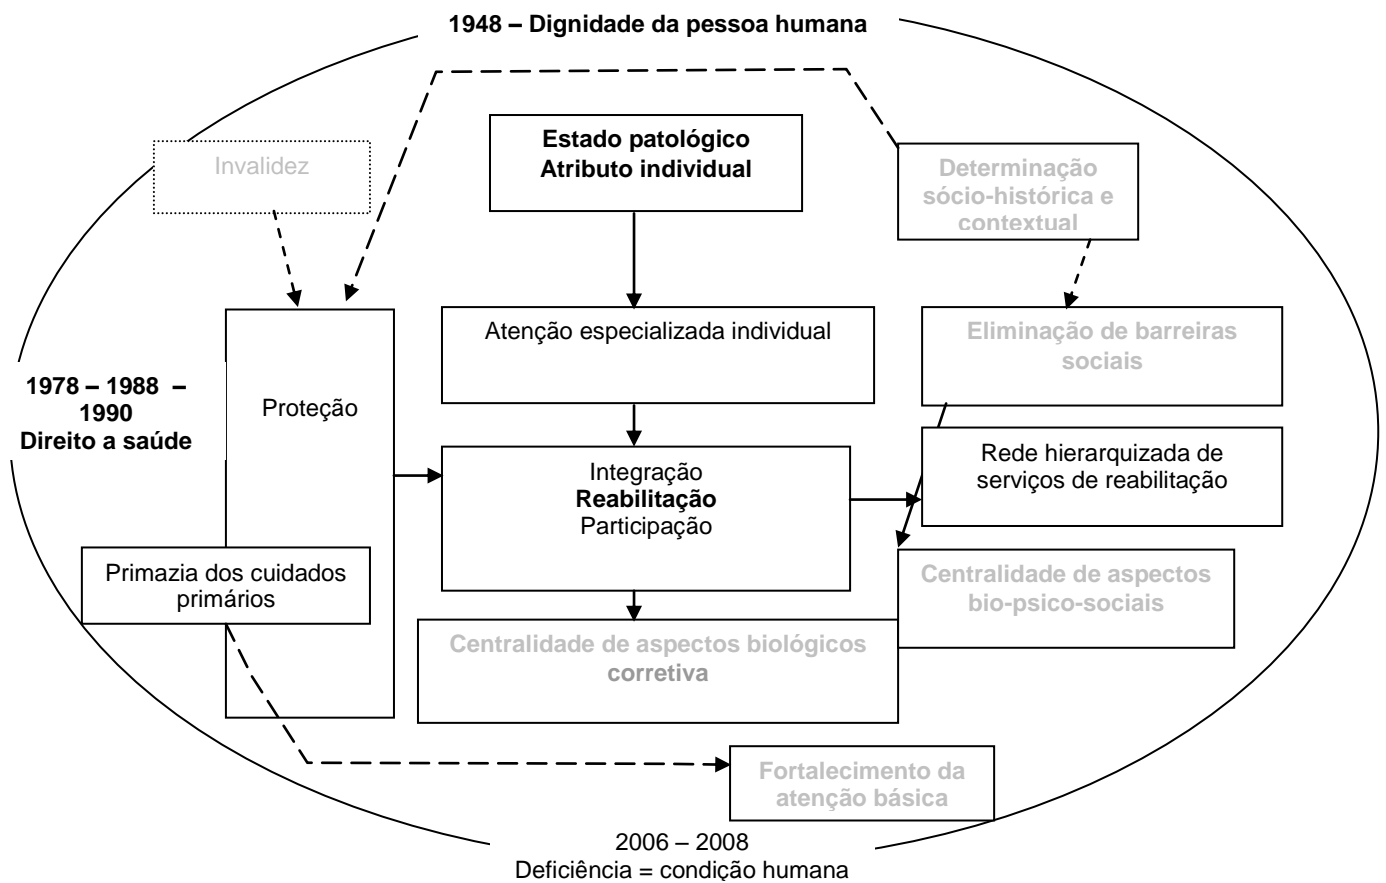 1948 – Dignidade da pessoa humana
Invalidez
Estado patológico
Atributo individual
Determinação
sócio-histórica e
contextual
Atenção especializada individual
Eliminação de barreiras
sociais
1978 – 1988 –
1990
Direito a saúde
Proteção
Integração
Reabilitação
Participação
Rede hierarquizada de
serviços de reabilitação
Primazia dos cuidados
primários
Centralidade de aspectos
bio-psico-sociais
Centralidade de aspectos biológicos
corretiva
Fortalecimento da
atenção básica
2006 – 2008
Deficiência = condição humana